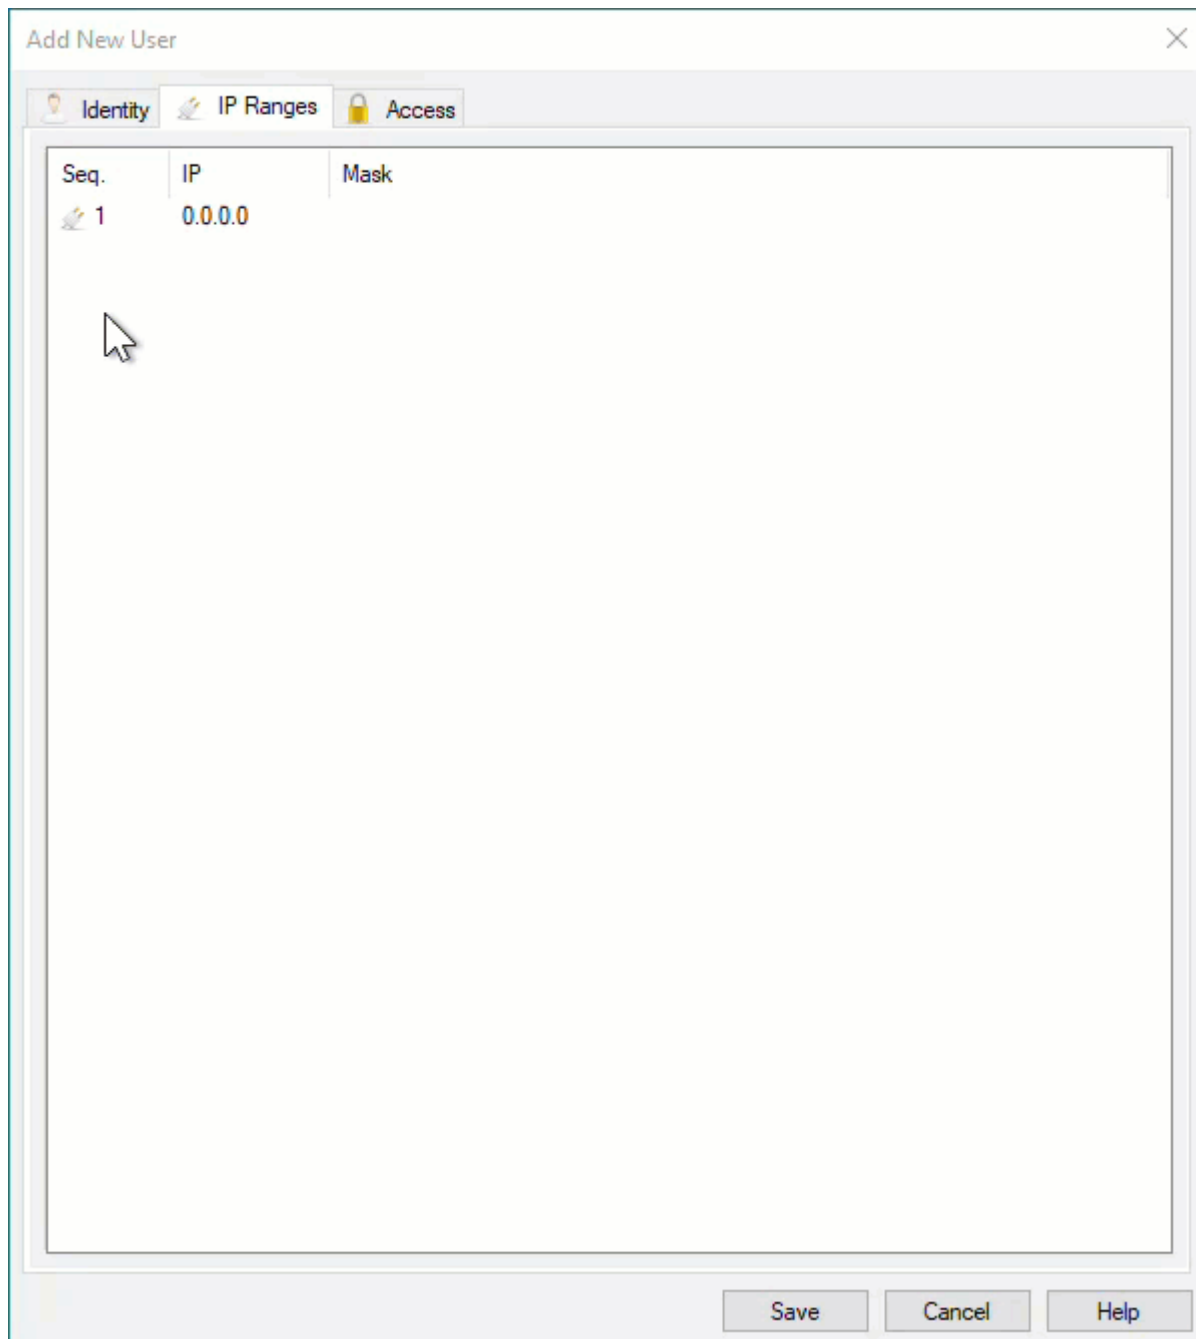 Add New User
Identity IP Ranges Access
Seq. IP Mask
1 0.0.0.0
Save Cancel Help